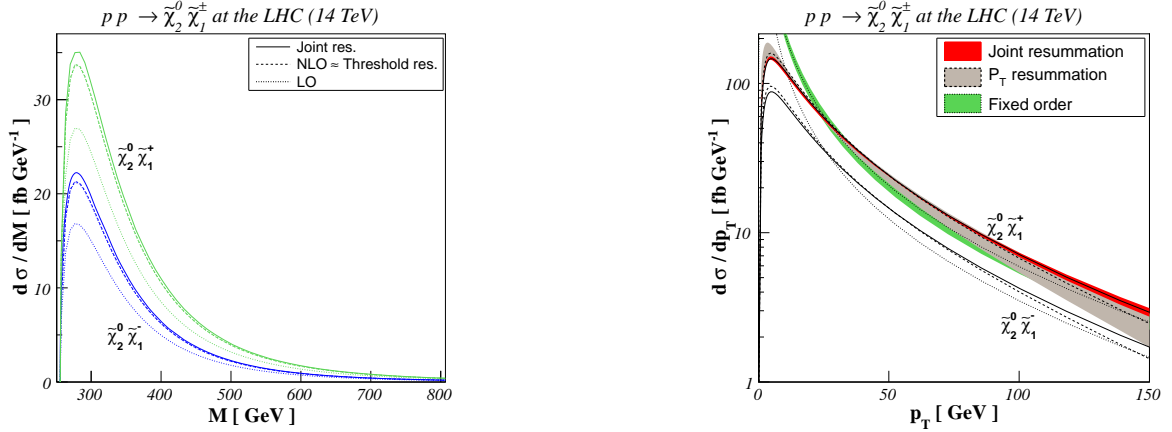 p p → χ̃₂⁰ χ̃₁± at the LHC (14 TeV)
d σ / dM [ fb GeV⁻¹ ]
30
20
10
0
Joint res.
NLO ≈ Threshold res.
LO
χ̃₂⁰ χ̃₁⁺
χ̃₂⁰ χ̃₁⁻
300 400 500 600 700 800
M [ GeV ]
p p → χ̃₂⁰ χ̃₁± at the LHC (14 TeV)
d σ / dp_T [ fb GeV⁻¹ ]
100
10
1
Joint resummation
P_T resummation
Fixed order
χ̃₂⁰ χ̃₁⁺
χ̃₂⁰ χ̃₁⁻
0 50 100 150
p_T [ GeV ]